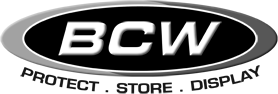 BCW
PROTECT . STORE . DISPLAY